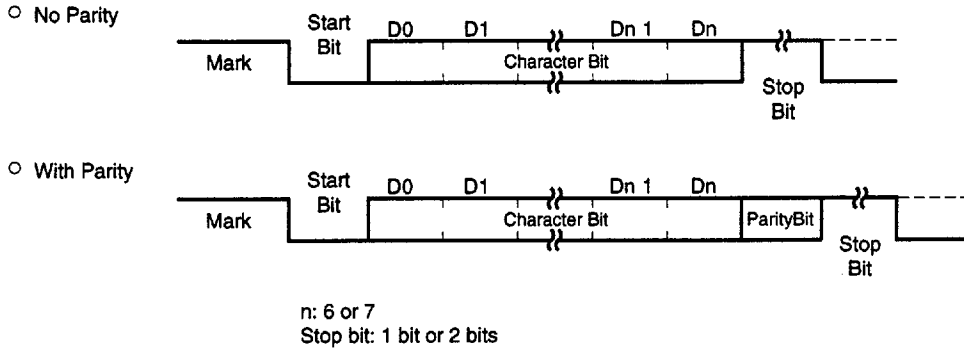 No Parity
Start
Bit
D0 D1 Dn 1 Dn
Mark
Character Bit
Stop
Bit
With Parity
Start
Bit
D0 D1 Dn 1 Dn
Mark
Character Bit
ParityBit
Stop
Bit
n: 6 or 7
Stop bit: 1 bit or 2 bits